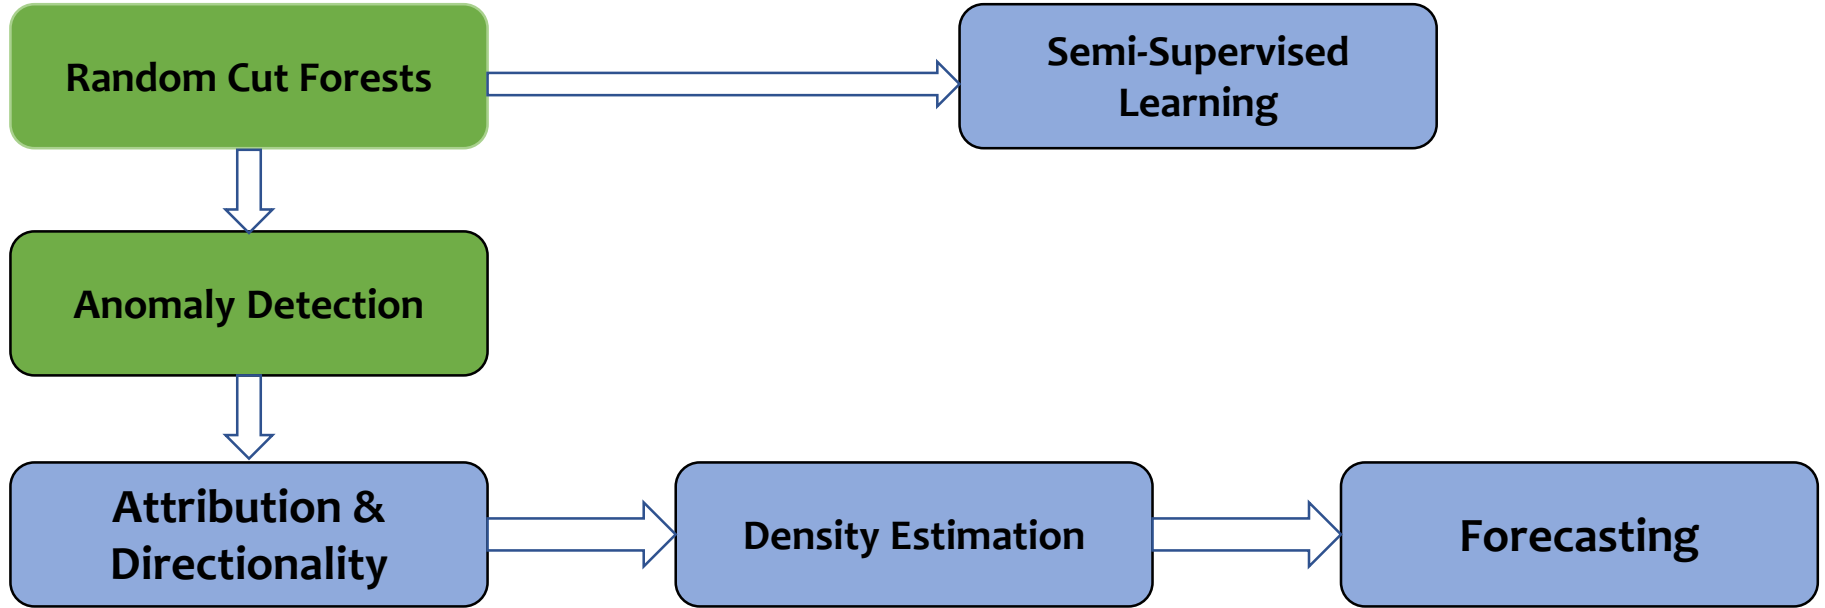 Random Cut Forests
Semi-Supervised
Learning
Anomaly Detection
Attribution &
Directionality
Density Estimation
Forecasting